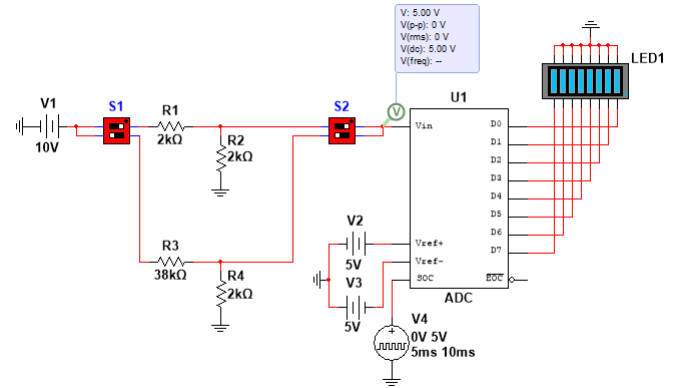 V: 5.00 V
V(p-p): 0 V
V(rms): 0 V
V(dc): 5.00 V
V(freq): --
LED1
V1
10V
S1
R1
2kΩ
R2
2kΩ
S2
V
U1
Vin
D0
D1
D2
D3
D4
D5
D6
D7
Vref+
Vref-
SOC
EOC
ADC
R3
38kΩ
R4
2kΩ
V2
5V
V3
5V
V4
0V 5V
5ms 10ms